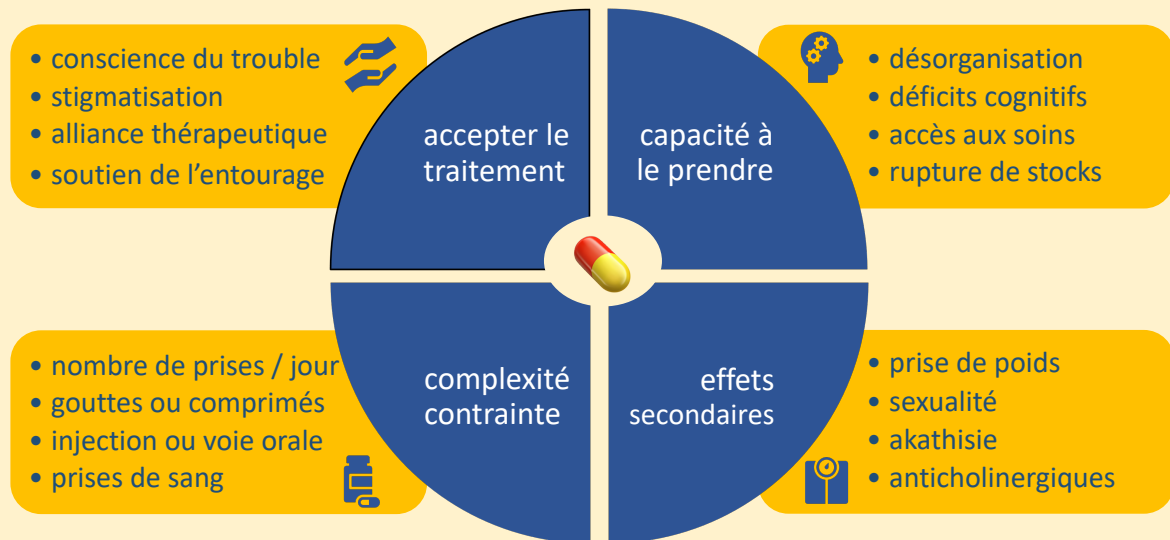 • conscience du trouble
• stigmatisation
• alliance thérapeutique
• soutien de l’entourage
accepter le
traitement
capacité à
le prendre
• désorganisation
• déficits cognitifs
• accès aux soins
• rupture de stocks
• nombre de prises / jour
• gouttes ou comprimés
• injection ou voie orale
• prises de sang
complexité
contrainte
effets
secondaires
• prise de poids
• sexualité
• akathisie
• anticholinergiques